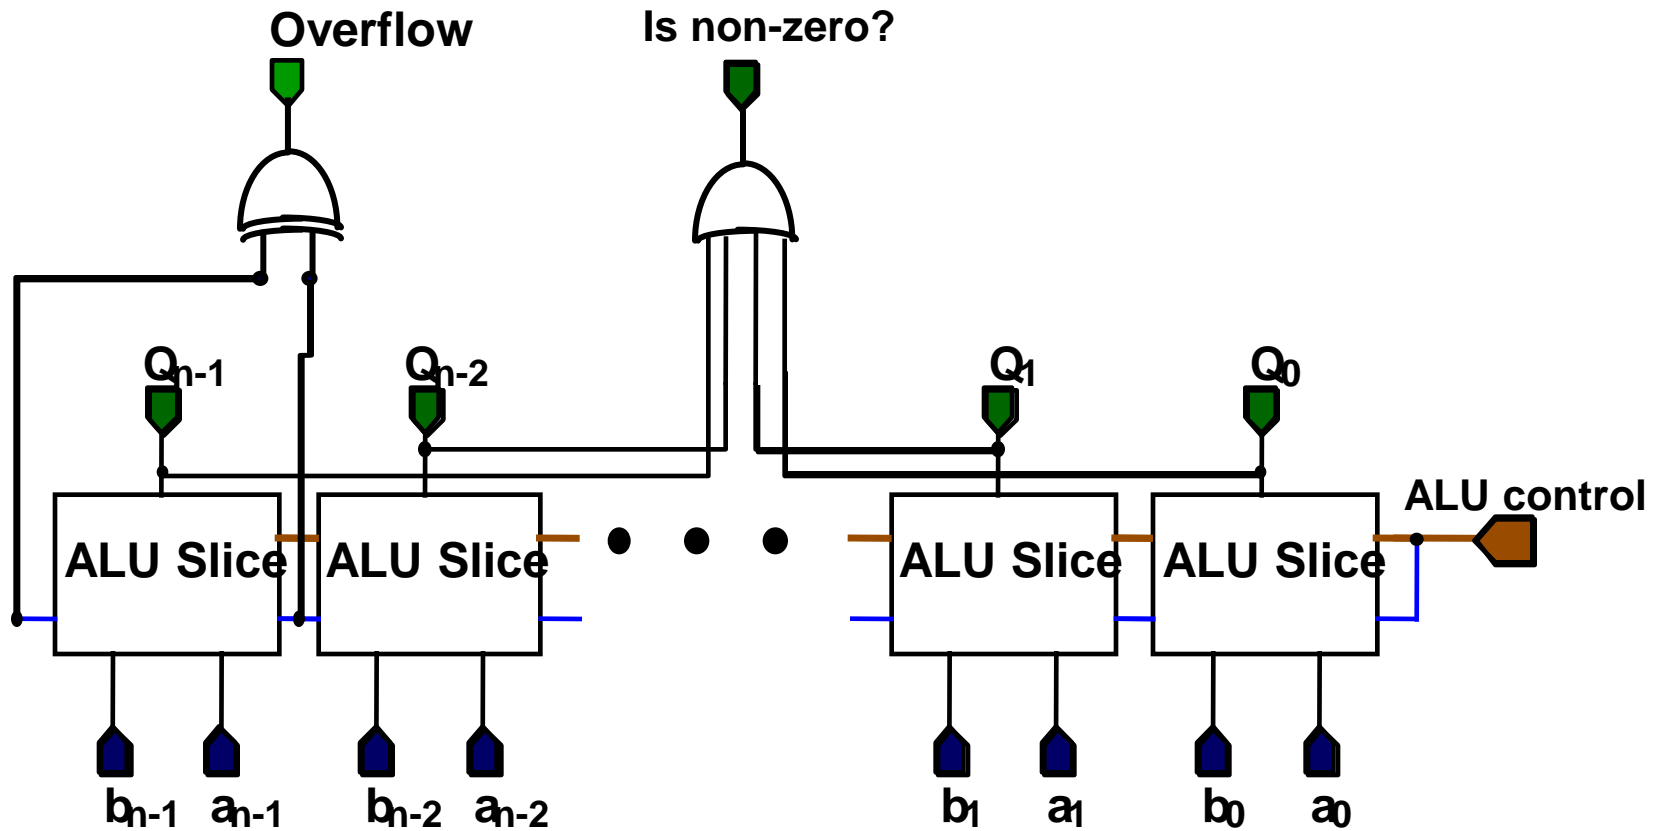 Overflow
Is non-zero?
Qn-1
Qn-2
Q1
Q0
ALU control
ALU Slice
ALU Slice
ALU Slice
ALU Slice
bn-1
an-1
bn-2
an-2
b1
a1
b0
a0